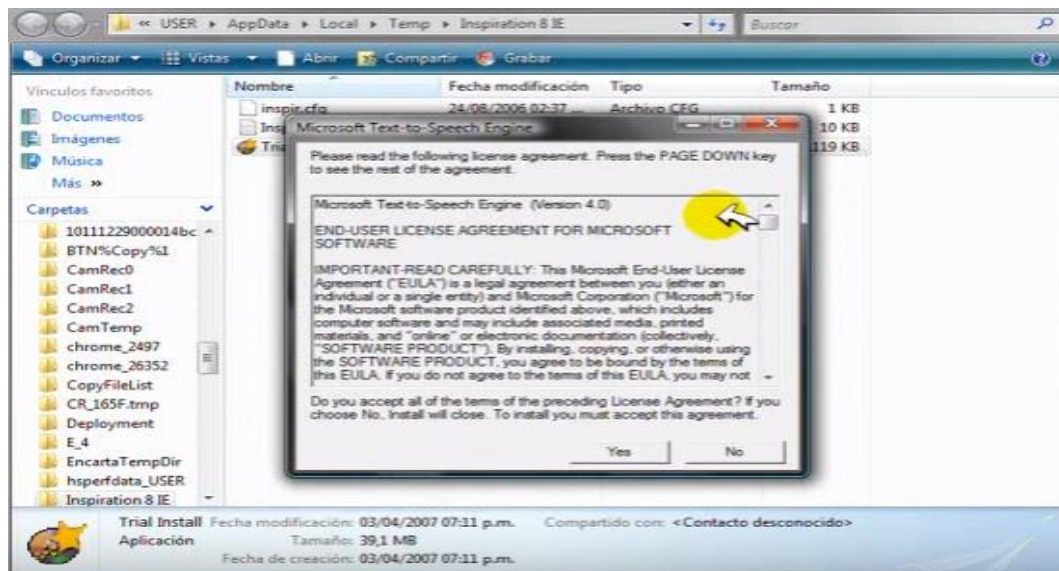 « USER ▸ AppData ▸ Local ▸ Temp ▸ Inspiration 8 IE
Buscar
Organizar Vistas Abrir Compartir Grabar
Vínculos favoritos
Documentos
Imágenes
Música
Más »
Carpetas
10111229000014bc
BTN%Copy%1
CamRec0
CamRec1
CamRec2
CamTemp
chrome_2497
chrome_26352
CopyFileList
CR_165F.tmp
Deployment
E_4
EncartaTempDir
hsperfdata_USER
Inspiration 8 IE
Nombre Fecha modificación Tipo Tamaño
inspir.cfg 24/08/2006 02:37 ... Archivo CFG 1 KB
Insp 10 KB
Tria 119 KB
Microsoft Text-to-Speech Engine
Please read the following license agreement. Press the PAGE DOWN key
to see the rest of the agreement.
Microsoft Text-to-Speech Engine (Version 4.0)
END-USER LICENSE AGREEMENT FOR MICROSOFT
SOFTWARE
IMPORTANT-READ CAREFULLY: This Microsoft End-User License
Agreement ("EULA") is a legal agreement between you (either an
individual or a single entity) and Microsoft Corporation ("Microsoft") for
the Microsoft software product identified above, which includes
computer software and may include associated media, printed
materials, and "online" or electronic documentation (collectively,
"SOFTWARE PRODUCT"). By installing, copying, or otherwise using
the SOFTWARE PRODUCT, you agree to be bound by the terms of
this EULA. If you do not agree to the terms of this EULA, you may not
Do you accept all of the terms of the preceding License Agreement? If you
choose No, Install will close. To install you must accept this agreement.
Yes No
Trial Install Fecha modificación: 03/04/2007 07:11 p.m. Compartido con: <Contacto desconocido>
Aplicación Tamaño: 39,1 MB
Fecha de creación: 03/04/2007 07:11 p.m.